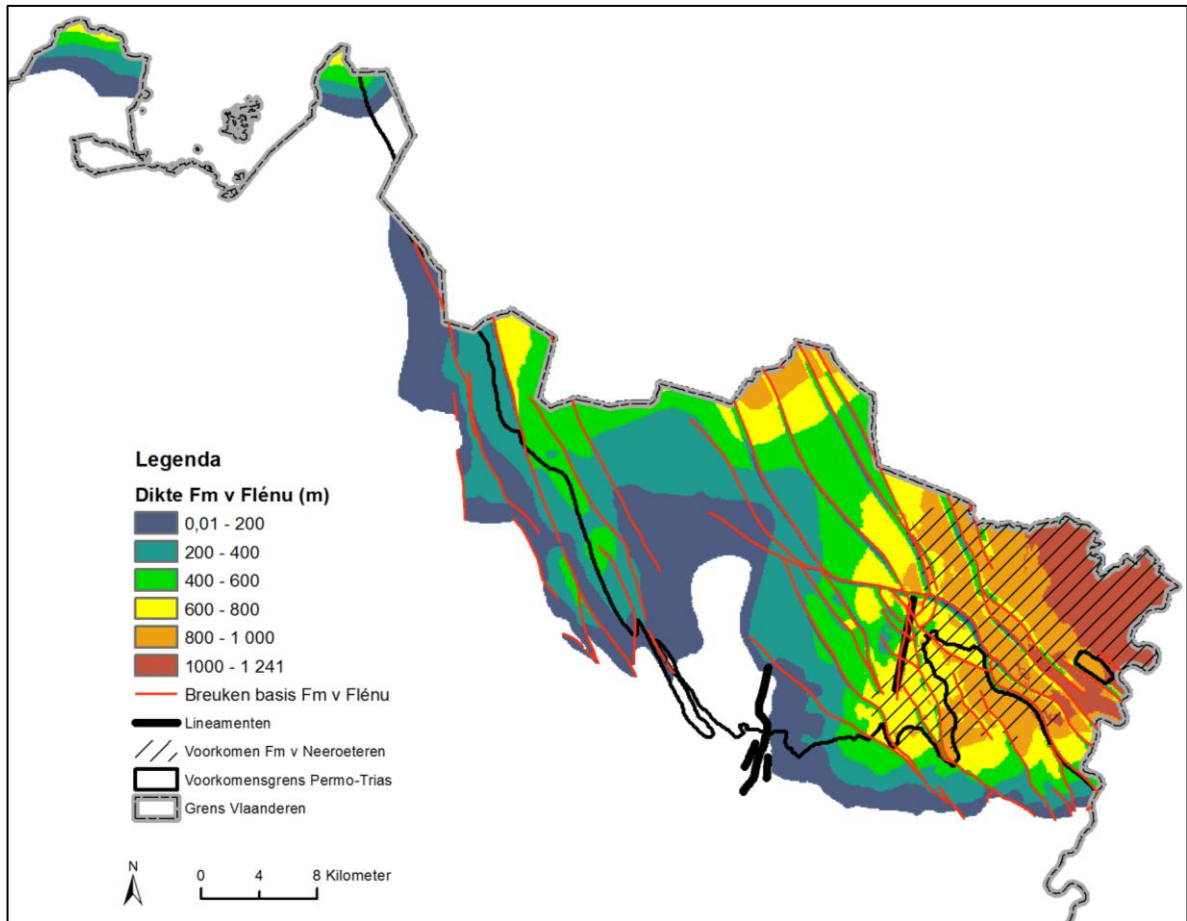 Legenda
Dikte Fm v Flénu (m)
0,01 - 200
200 - 400
400 - 600
600 - 800
800 - 1 000
1000 - 1 241
Breuken basis Fm v Flénu
Lineamenten
Voorkomen Fm v Neeroeteren
Voorkomensgrens Permo-Trias
Grens Vlaanderen
N
0 4 8 Kilometer